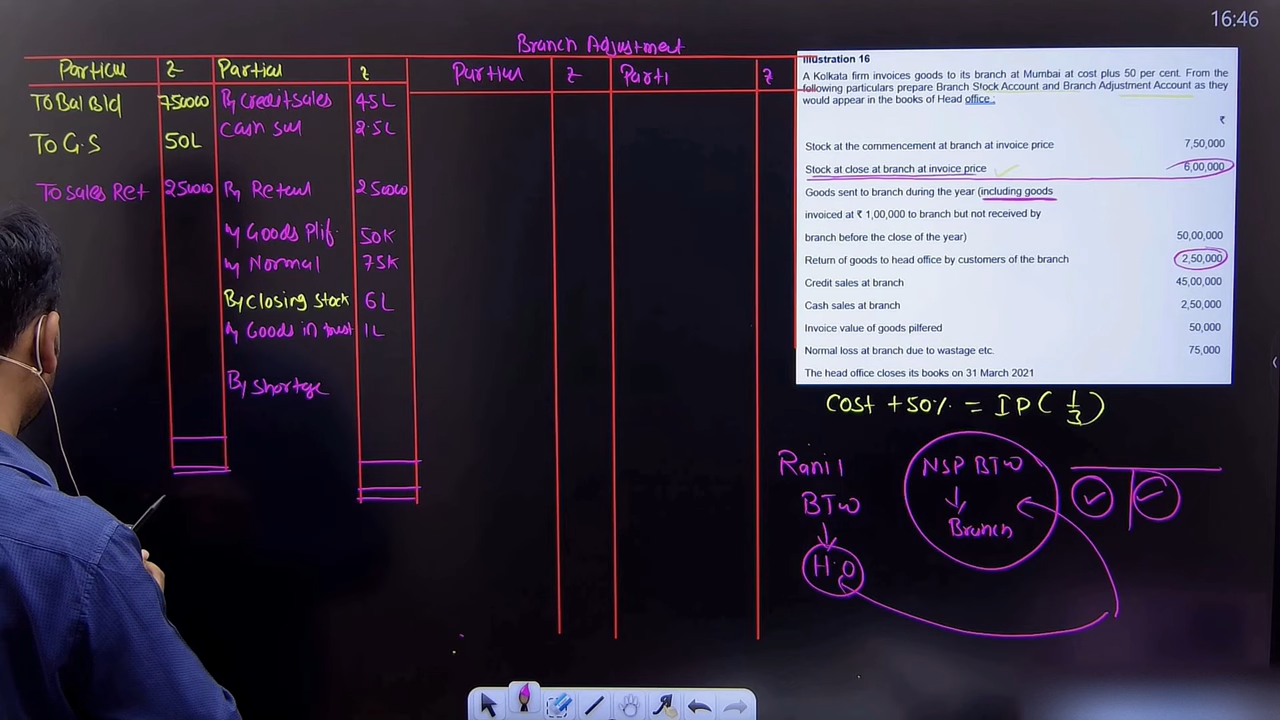 16:46
Branch Adjustment
Particu ₹ Particu ₹
To Bal B/d 750000 By Credit sales 45L
Cash sal 2.5L
To G.S 50L
To Sales Ret 250000 By Return 250000
By Goods Plif. 50K
By Normal 75K
By Closing Stock 6L
By Goods in 1L
By Shortage
Particu ₹ Parti ₹
Illustration 16
A Kolkata firm invoices goods to its branch at Mumbai at cost plus 50 per cent. From the
following particulars prepare Branch Stock Account and Branch Adjustment Account as they
would appear in the books of Head office :
₹
Stock at the commencement at branch at invoice price 7,50,000
Stock at close at branch at invoice price 6,00,000
Goods sent to branch during the year (including goods
invoiced at ₹ 1,00,000 to branch but not received by
branch before the close of the year) 50,00,000
Return of goods to head office by customers of the branch 2,50,000
Credit sales at branch 45,00,000
Cash sales at branch 2,50,000
Invoice value of goods pilfered 50,000
Normal loss at branch due to wastage etc. 75,000
The head office closes its books on 31 March 2021
Cost +50% = IP (1/3)
NSP BTW
BTW
Branch
H.O